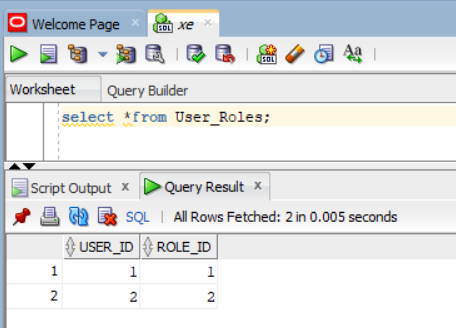 Welcome Page × xe ×
Worksheet Query Builder
select *from User_Roles;
Script Output × Query Result ×
SQL | All Rows Fetched: 2 in 0.005 seconds
USER_ID ROLE_ID
1 1 1
2 2 2